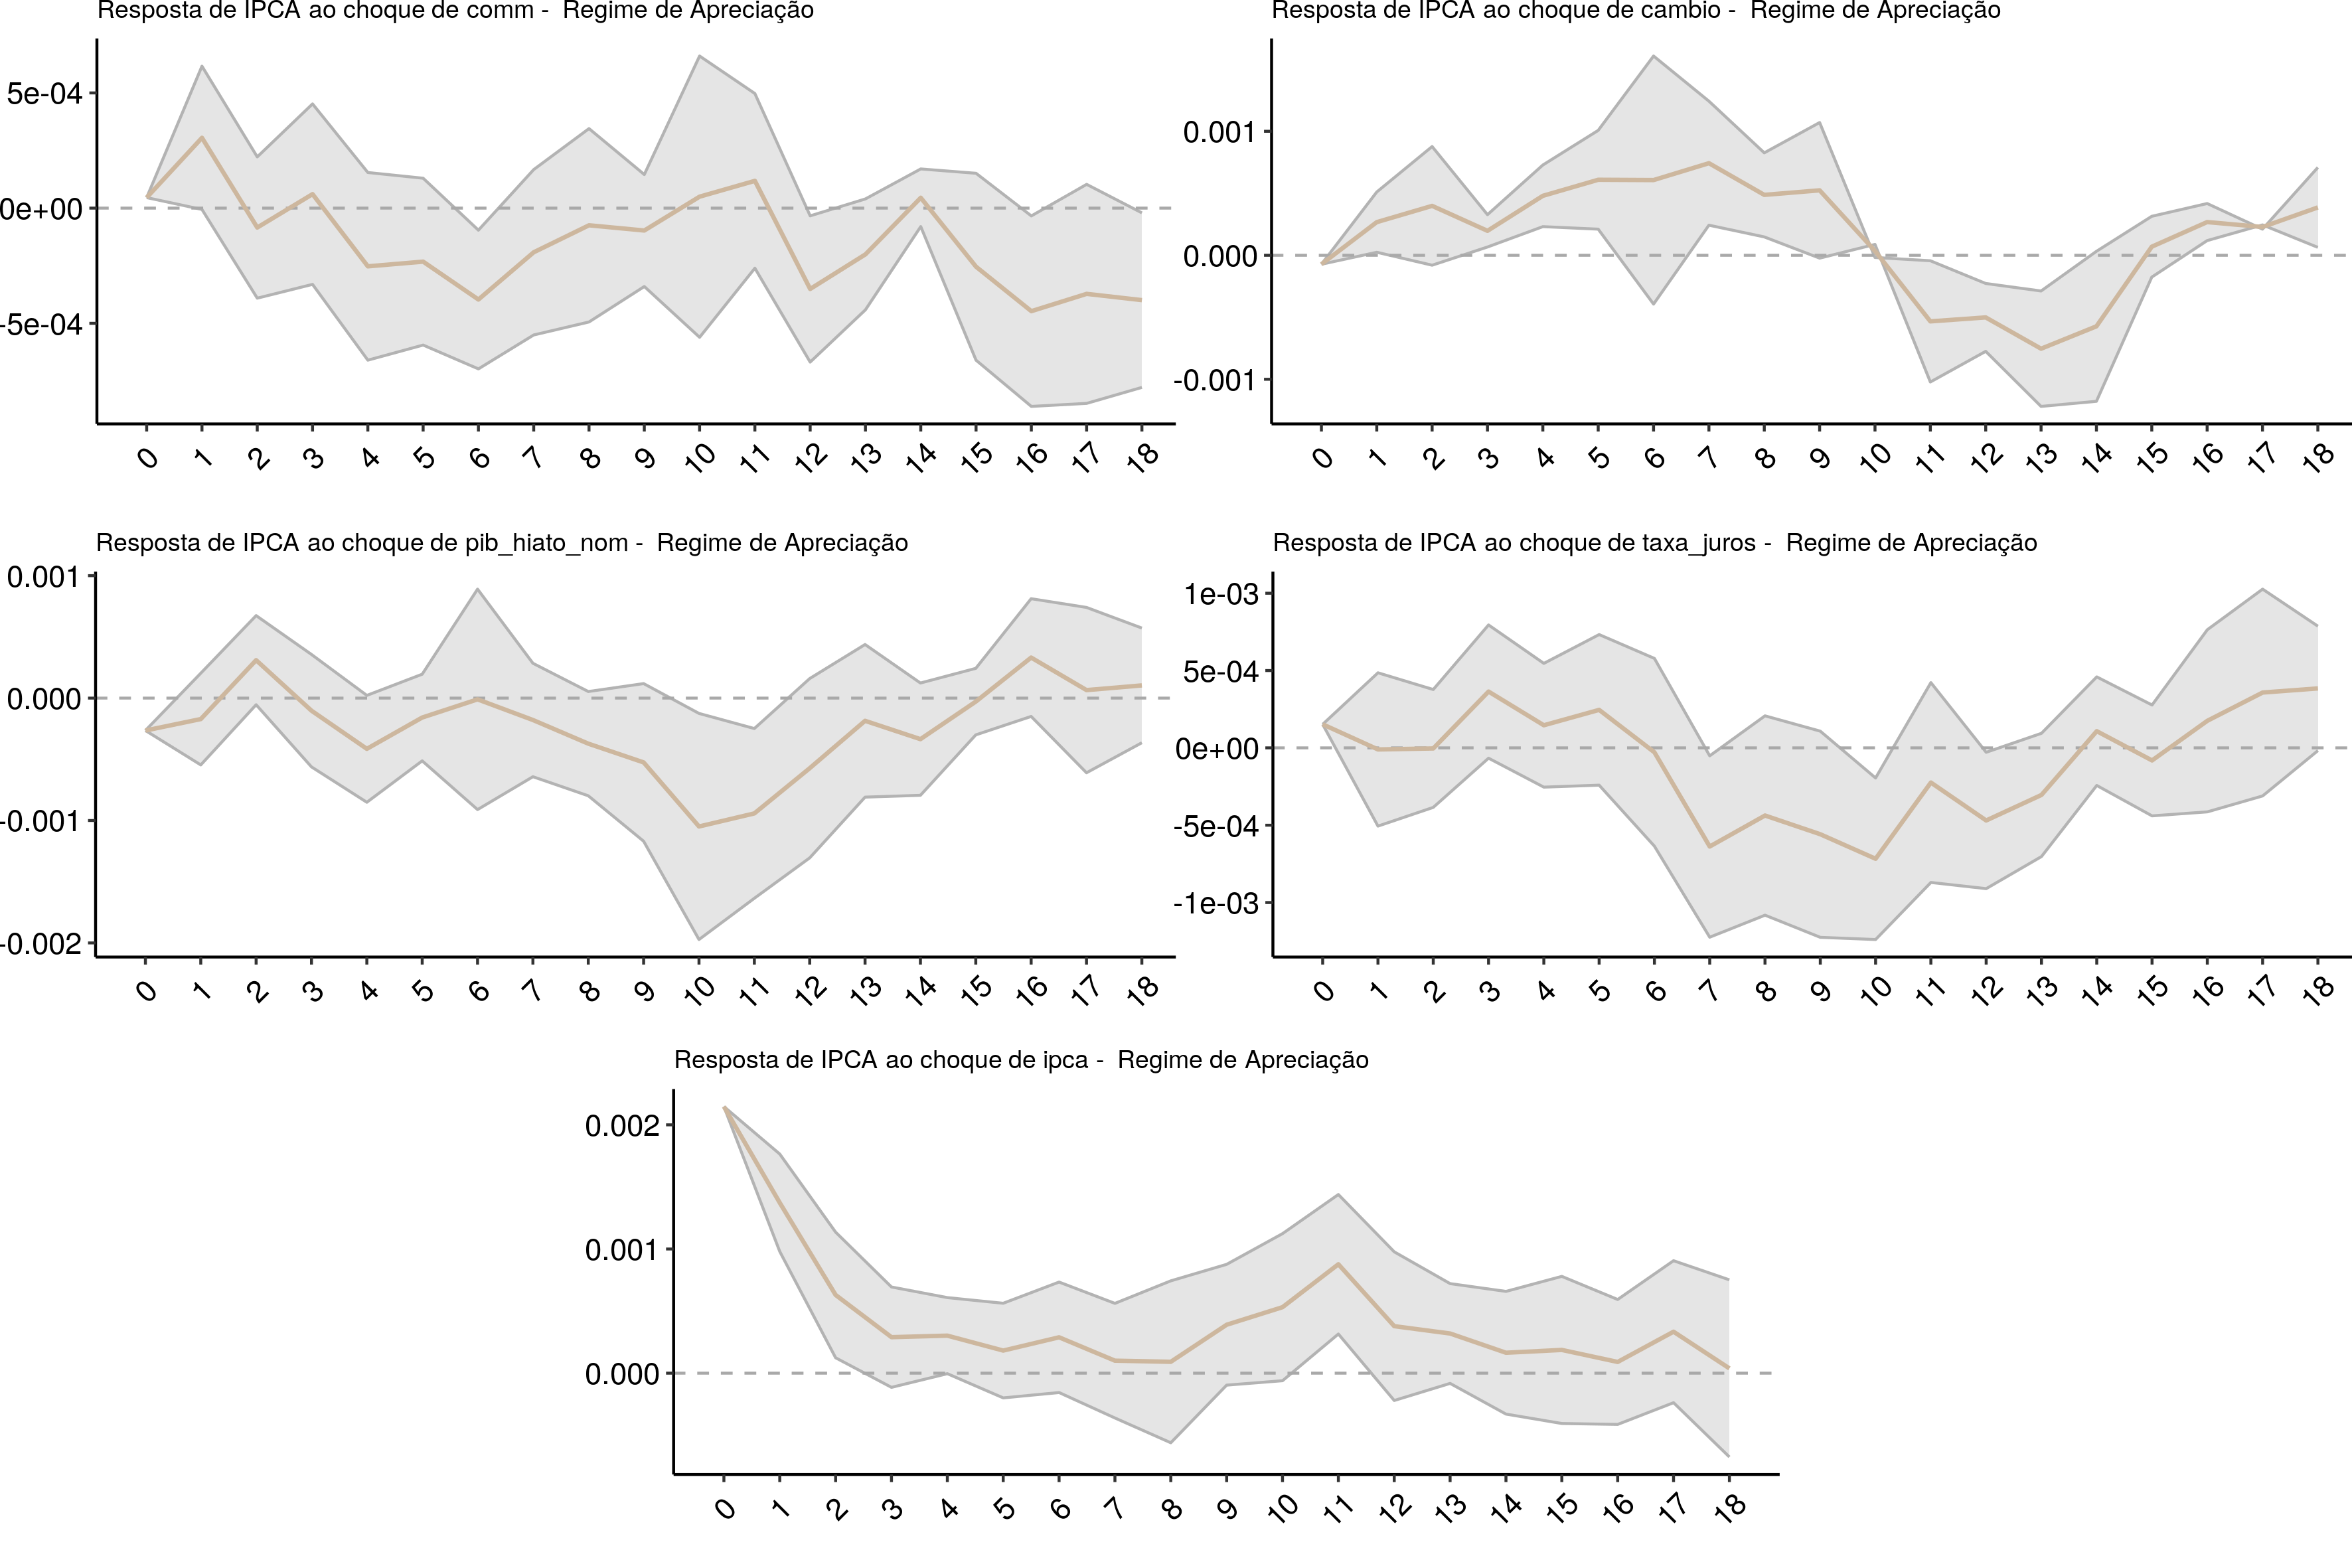 Resposta de IPCA ao choque de comm - Regime de Apreciação
5e-04
0e+00
-5e-04
0 1 2 3 4 5 6 7 8 9 10 11 12 13 14 15 16 17 18
Resposta de IPCA ao choque de cambio - Regime de Apreciação
0.001
0.000
-0.001
0 1 2 3 4 5 6 7 8 9 10 11 12 13 14 15 16 17 18
Resposta de IPCA ao choque de pib_hiato_nom - Regime de Apreciação
0.001
0.000
-0.001
-0.002
0 1 2 3 4 5 6 7 8 9 10 11 12 13 14 15 16 17 18
Resposta de IPCA ao choque de taxa_juros - Regime de Apreciação
1e-03
5e-04
0e+00
-5e-04
-1e-03
0 1 2 3 4 5 6 7 8 9 10 11 12 13 14 15 16 17 18
Resposta de IPCA ao choque de ipca - Regime de Apreciação
0.002
0.001
0.000
0 1 2 3 4 5 6 7 8 9 10 11 12 13 14 15 16 17 18